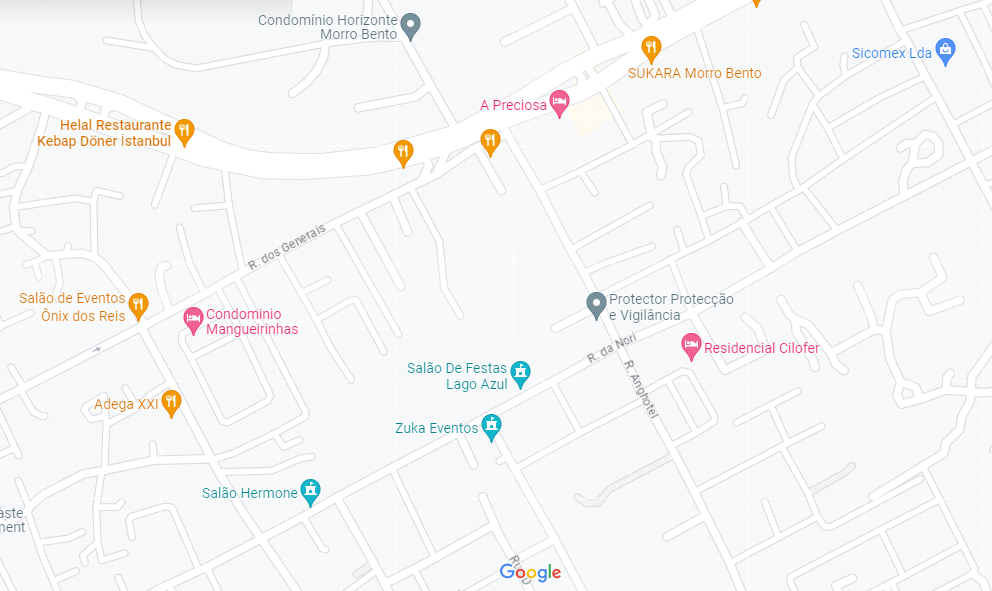 Condomínio Horizonte
Morro Bento
Sicomex Lda
SUKARA Morro Bento
A Preciosa
Helal Restaurante
Kebap Döner İstanbul
R. dos Generais
Salão de Eventos
Ônix dos Reis
Condominio
Mangueirinhas
Protector Protecção
e Vigilância
R. da Nori
Residencial Cilofer
Salão De Festas
Lago Azul
R. Anghotel
Adega XXI
Zuka Eventos
Salão Hermone
Google